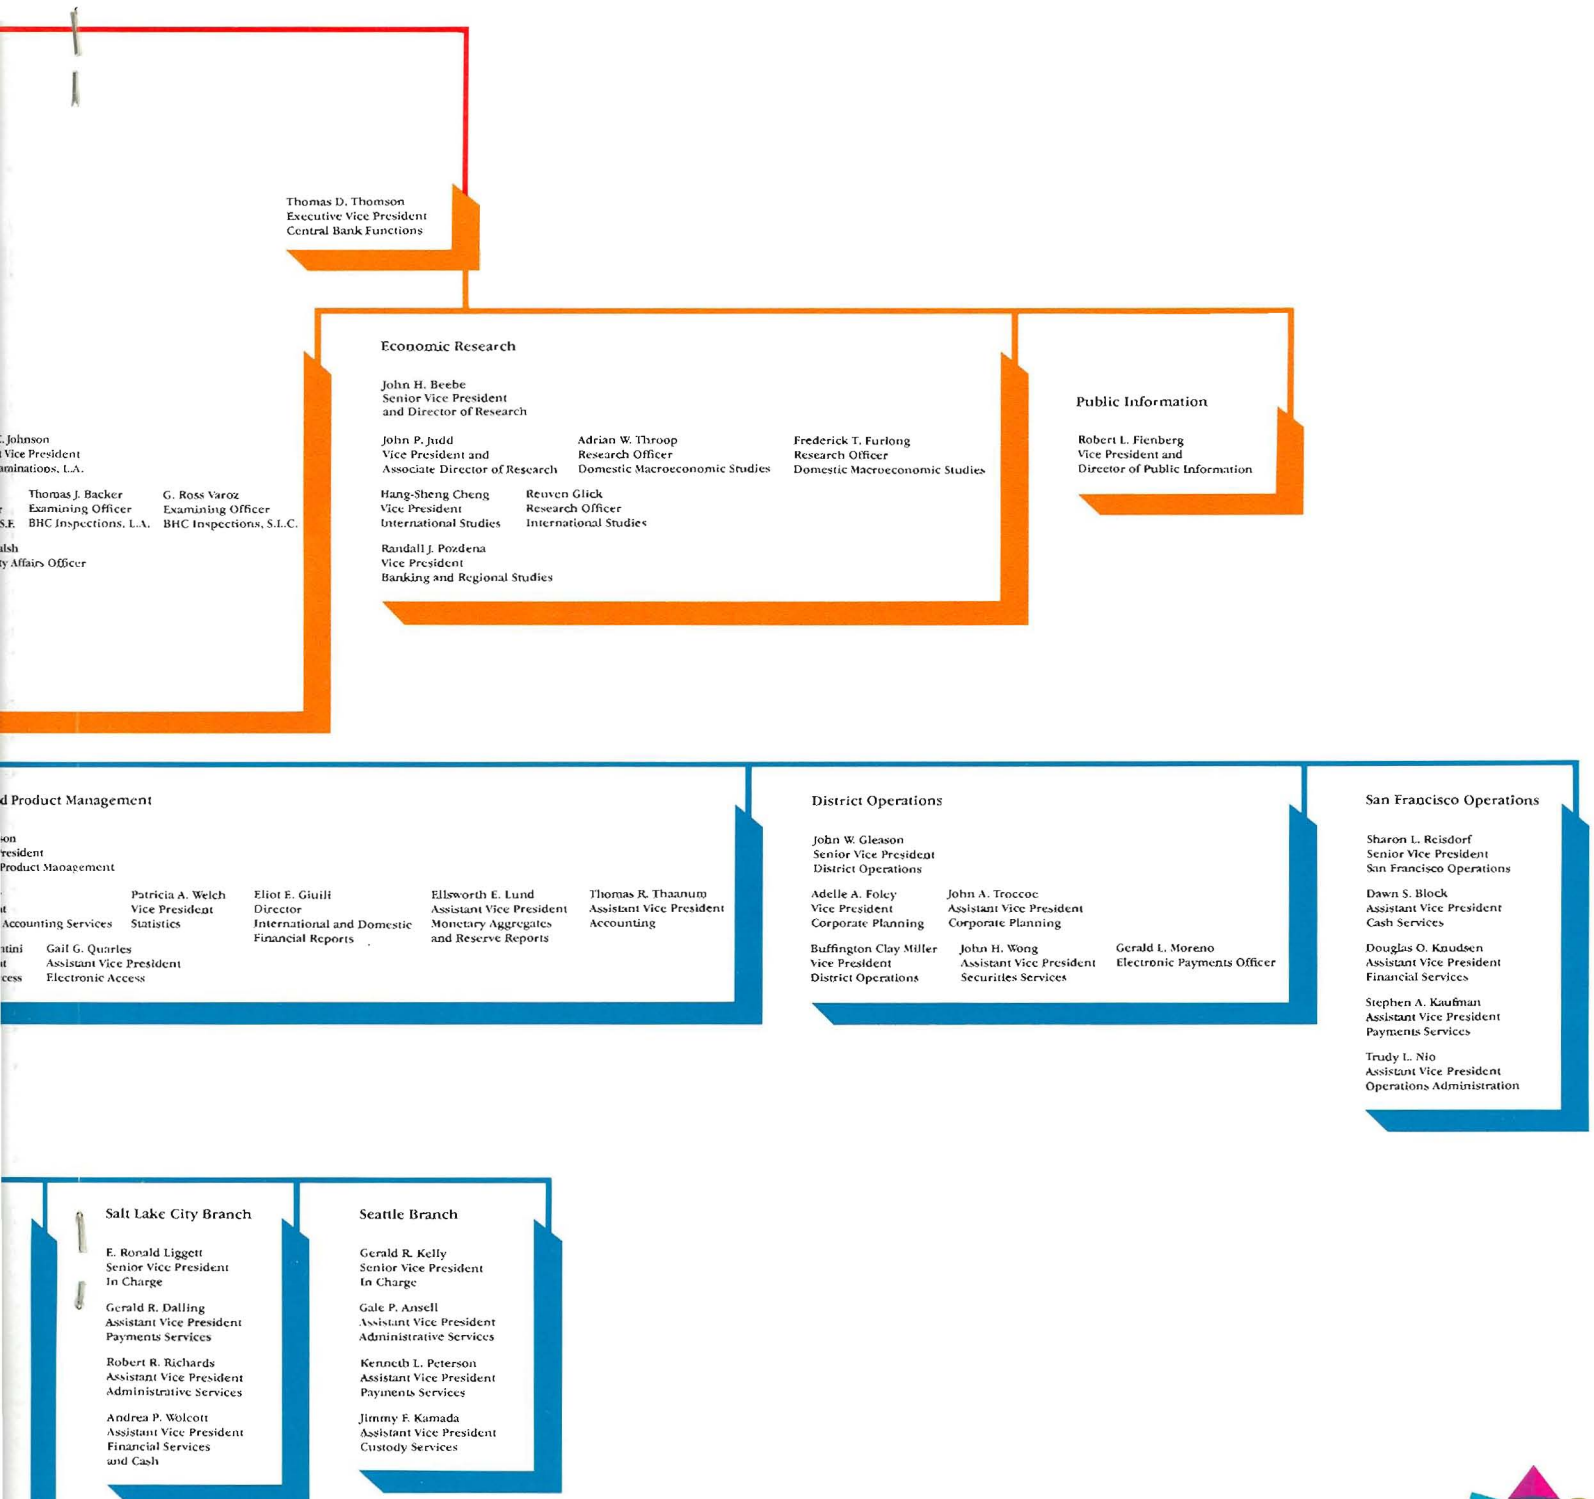 Thomas D. Thomson
Executive Vice President
Central Bank Functions
Economic Research
John H. Beebe
Senior Vice President
and Director of Research
John P. Judd
Vice President and
Associate Director of Research
Adrian W. Throop
Research Officer
Domestic Macroeconomic Studies
Frederick T. Furlong
Research Officer
Domestic Macroeconomic Studies
Hang-Sheng Cheng
Vice President
International Studies
Reuven Glick
Research Officer
International Studies
Randall J. Pozdena
Vice President
Banking and Regional Studies
Public Information
Robert L. Fienberg
Vice President and
Director of Public Information
Johnson
Vice President
L.A.
Thomas J. Backer
Examining Officer
BHC Inspections, L.A.
G. Ross Varoz
Examining Officer
BHC Inspections, S.L.C.
S.F.
Affairs Officer
Product Management
Product Management
Accounting Services
Patricia A. Welch
Vice President
Statistics
Eliot E. Giuili
Director
International and Domestic
Financial Reports
Ellsworth E. Lund
Assistant Vice President
Monetary Aggregates
and Reserve Reports
Thomas R. Thaanum
Assistant Vice President
Accounting
Gail G. Quarles
Assistant Vice President
Electronic Access
District Operations
John W. Gleason
Senior Vice President
District Operations
Adelle A. Foley
Vice President
Corporate Planning
John A. Troccoc
Assistant Vice President
Corporate Planning
Buffington Clay Miller
Vice President
District Operations
John H. Wong
Assistant Vice President
Securities Services
Gerald L. Moreno
Electronic Payments Officer
San Francisco Operations
Sharon L. Reisdorf
Senior Vice President
San Francisco Operations
Dawn S. Block
Assistant Vice President
Cash Services
Douglas O. Knudsen
Assistant Vice President
Financial Services
Stephen A. Kaufman
Assistant Vice President
Payments Services
Trudy L. Nio
Assistant Vice President
Operations Administration
Salt Lake City Branch
E. Ronald Liggett
Senior Vice President
In Charge
Gerald R. Dalling
Assistant Vice President
Payments Services
Robert R. Richards
Assistant Vice President
Administrative Services
Andrea P. Wolcott
Assistant Vice President
Financial Services
and Cash
Seattle Branch
Gerald R. Kelly
Senior Vice President
In Charge
Gale P. Ansell
Assistant Vice President
Administrative Services
Kenneth L. Peterson
Assistant Vice President
Payments Services
Jimmy F. Kamada
Assistant Vice President
Custody Services